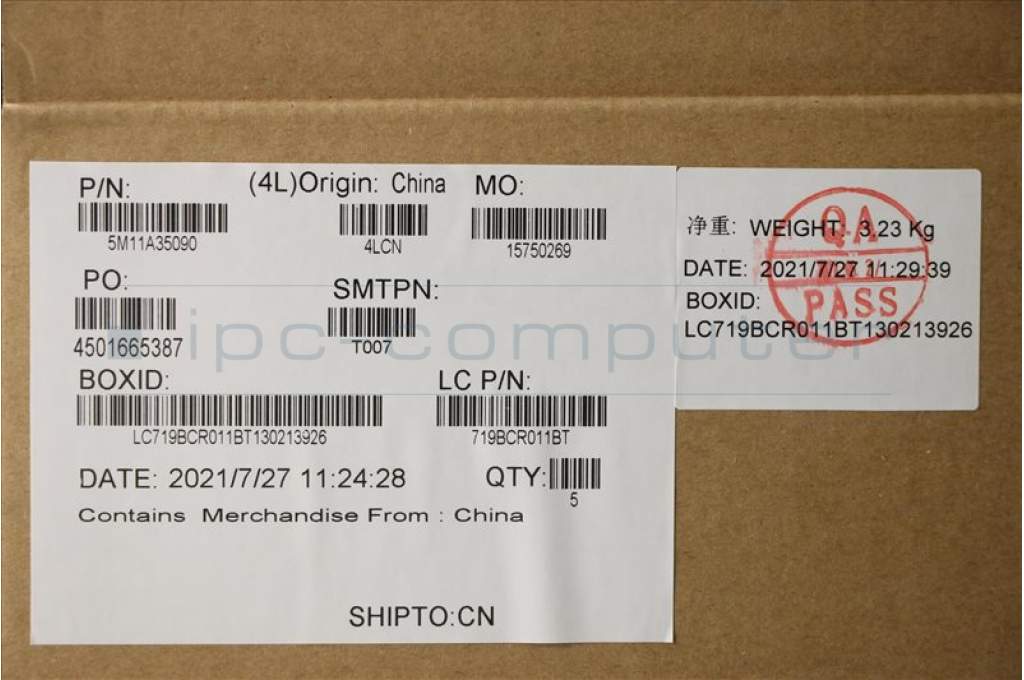 P/N: (4L)Origin: China MO:
5M11A35090 4LCN 15750269
PO: SMTPN:
4501665387 T007
BOXID: LC P/N:
LC719BCR011BT130213926 719BCR011BT
DATE: 2021/7/27 11:24:28 QTY:
5
Contains Merchandise From : China
SHIPTO:CN
净重: WEIGHT: 3,23 Kg
DATE: 2021/7/27 11:29:39
BOXID:
LC719BCR011BT130213926
QA
PASS
ipc-computer